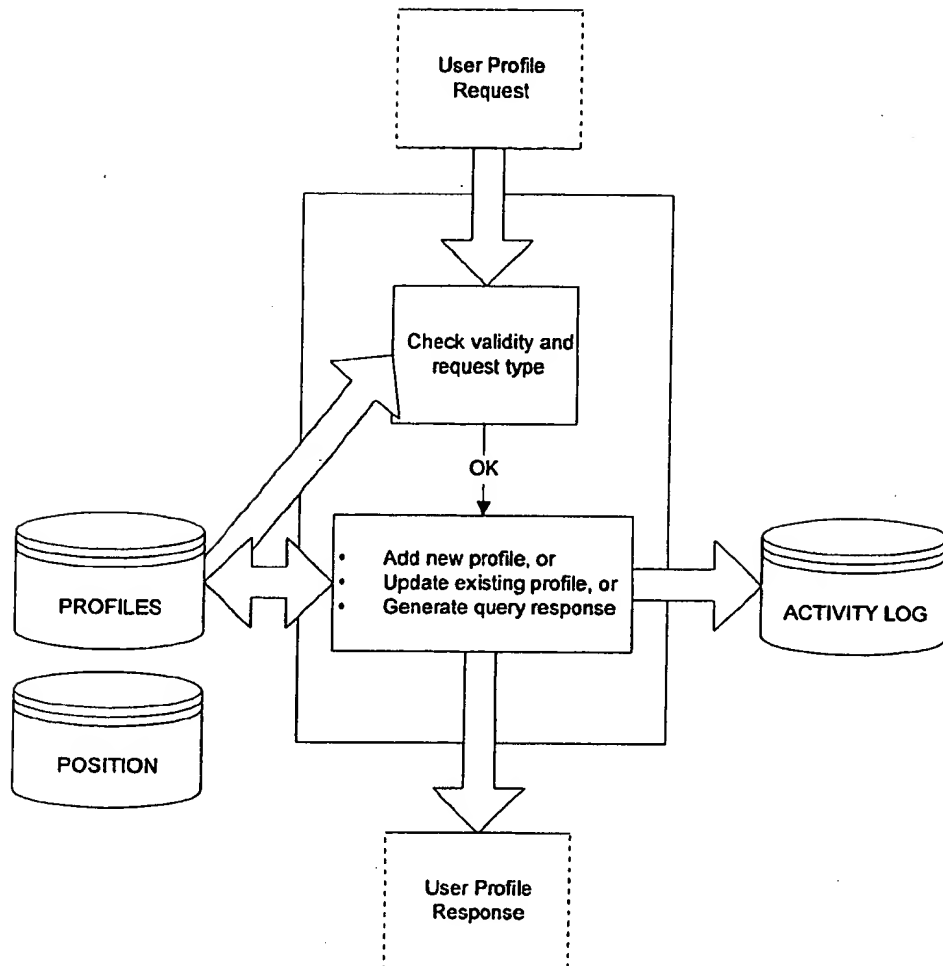 User Profile
Request
Check validity and
request type
OK
• Add new profile, or
• Update existing profile, or
• Generate query response
PROFILES
ACTIVITY LOG
POSITION
User Profile
Response